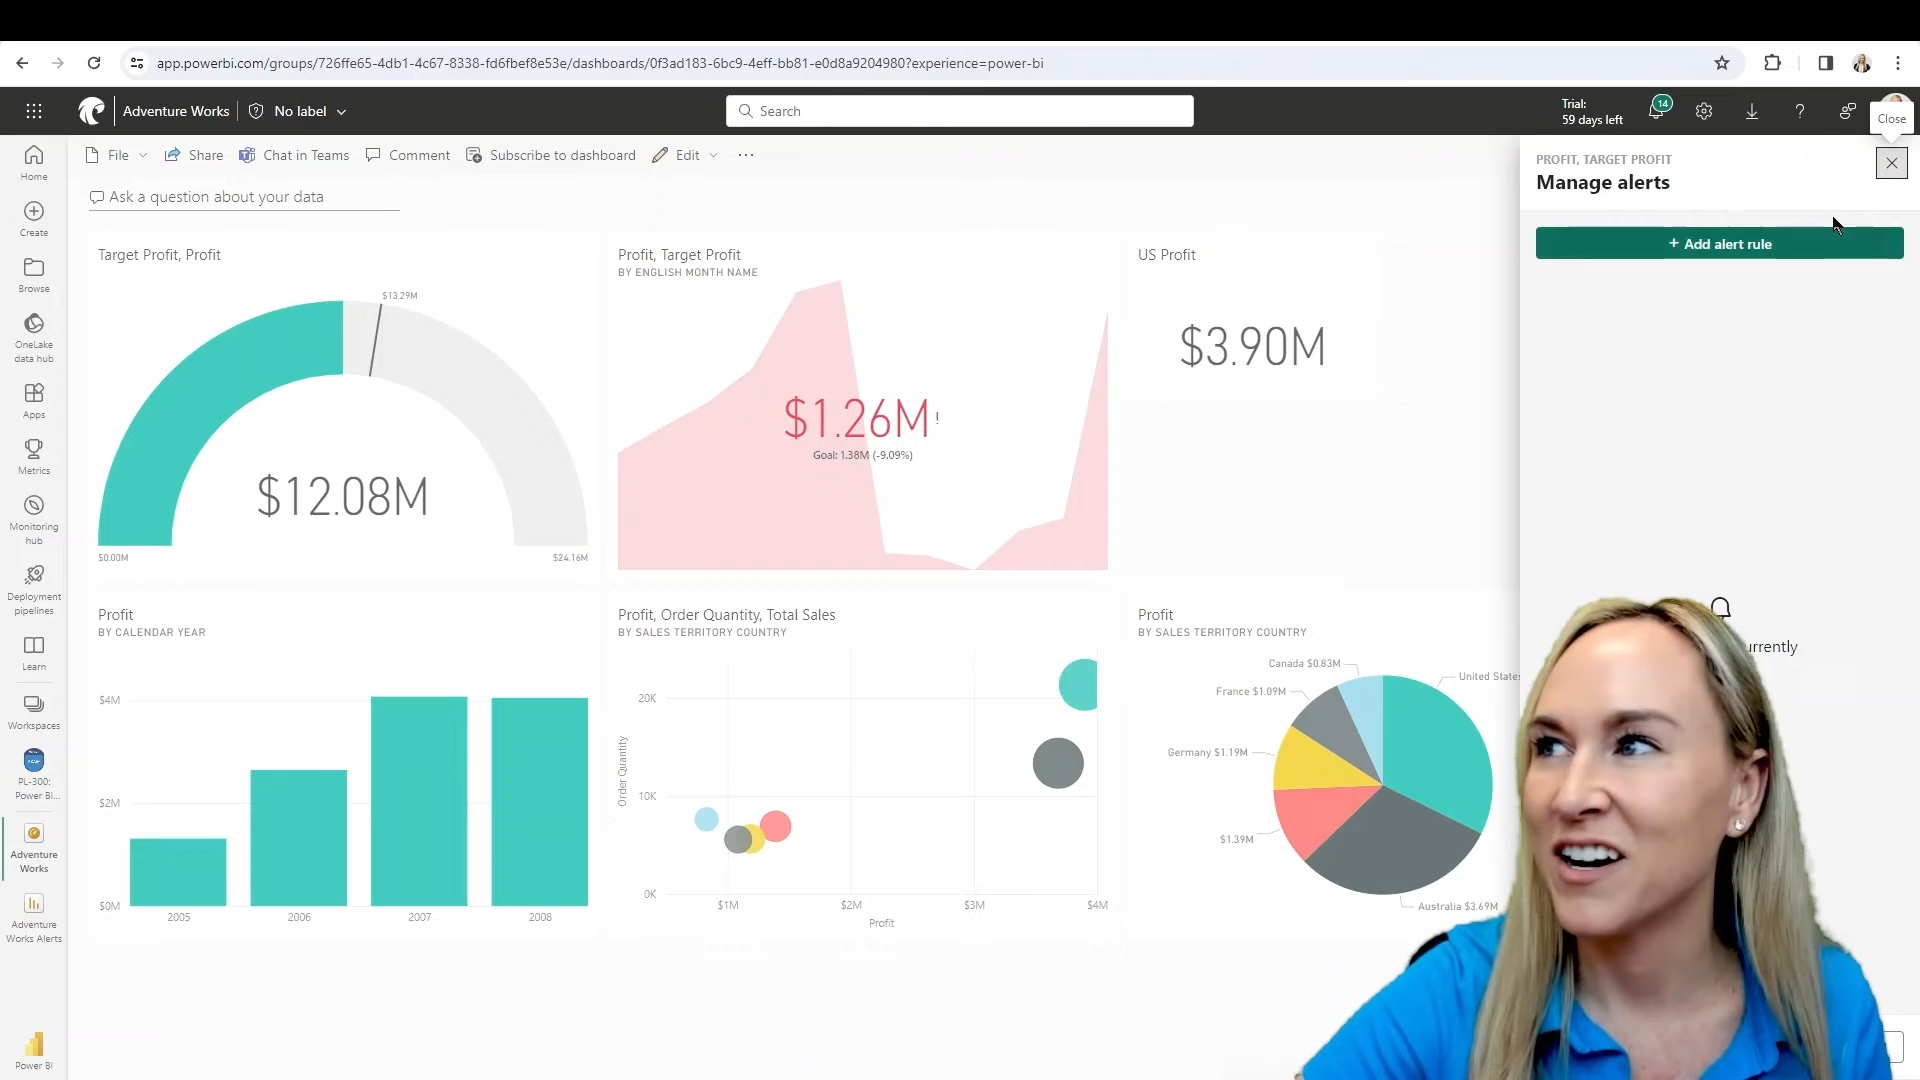 app.powerbi.com/groups/726ffe65-4db1-4c67-8338-fd6fbef8e53e/dashboards/0f3ad183-6bc9-4eff-bb81-e0d8a9204980?experience=power-bi
Adventure Works
No label
Search
Trial:
59 days left
14
Close
Home
Create
Browse
OneLake
data hub
Apps
Metrics
Monitoring
hub
Deployment
pipelines
Learn
Workspaces
PL-300:
Power BI...
Adventure
Works
Adventure
Works Alerts
Power BI
File
Share
Chat in Teams
Comment
Subscribe to dashboard
Edit
Ask a question about your data
Target Profit, Profit
$13.29M
$12.08M
$0.00M
$24.16M
Profit, Target Profit
BY ENGLISH MONTH NAME
$1.26M!
Goal: 1.38M (-9.09%)
US Profit
$3.90M
Profit
BY CALENDAR YEAR
$4M
$2M
$0M
2005
2006
2007
2008
Profit, Order Quantity, Total Sales
BY SALES TERRITORY COUNTRY
Order Quantity
20K
10K
0K
$1M
$2M
$3M
$4M
Profit
Profit
BY SALES TERRITORY COUNTRY
Canada $0.83M
France $1.09M
Germany $1.19M
$1.39M
United States
Australia $3.69M
PROFIT, TARGET PROFIT
Manage alerts
+ Add alert rule